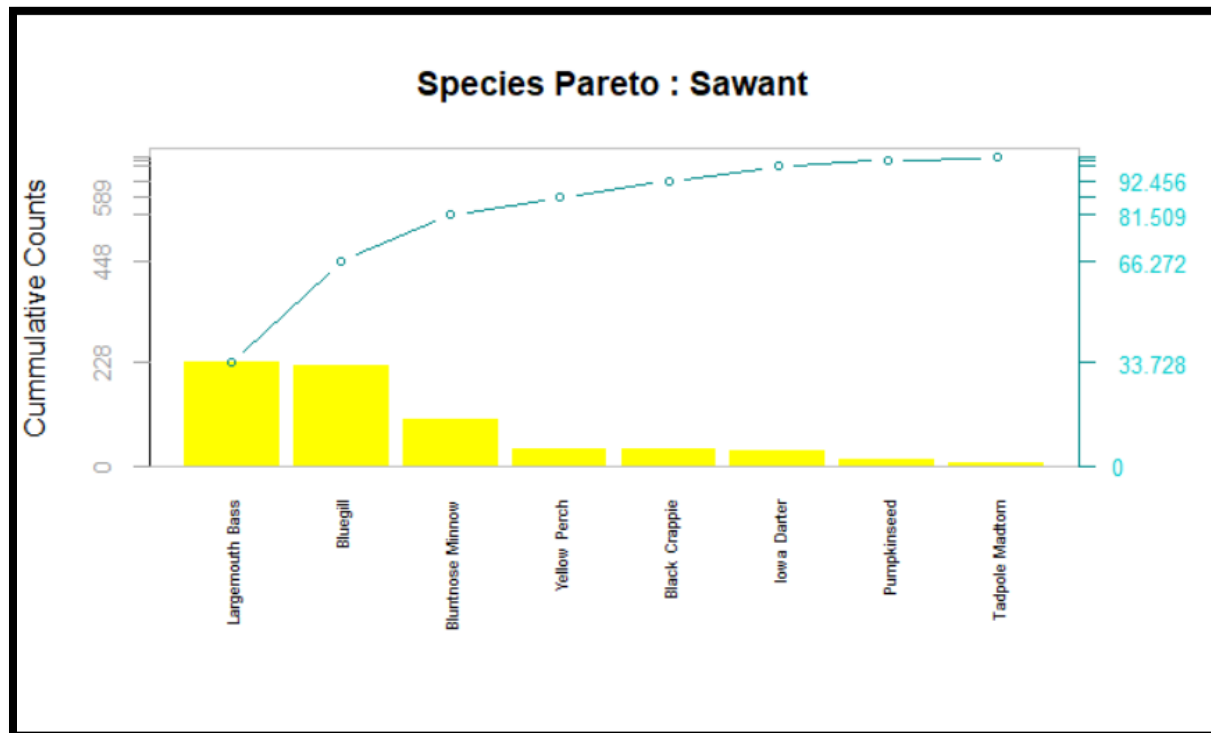 Species Pareto : Sawant
Cummulative Counts
589
448
228
0
92.456
81.509
66.272
33.728
0
Largemouth Bass
Bluegill
Bluntnose Minnow
Yellow Perch
Black Crappie
Iowa Darter
Pumpkinseed
Tadpole Madtom